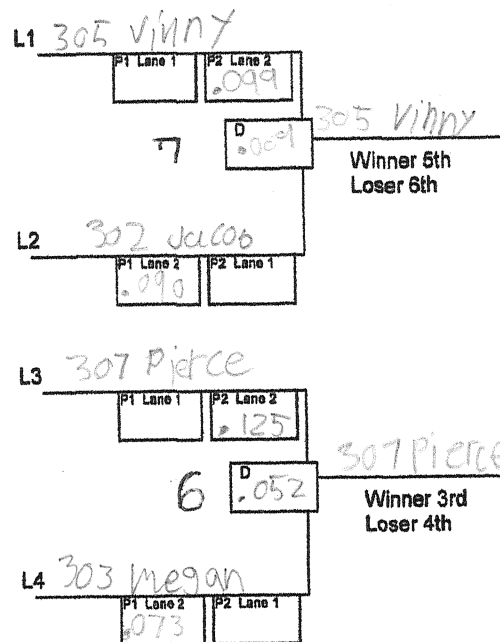 L1 305 Vinny
P1 Lane 1 P2 Lane 2
.099
7 D .009 305 Vinny
Winner 5th
Loser 6th
L2 302 Jacob
P1 Lane 2 P2 Lane 1
.090
L3 307 Pierce
P1 Lane 1 P2 Lane 2
.125
6 D .052 307 Pierce
Winner 3rd
Loser 4th
L4 303 Megan
P1 Lane 2 P2 Lane 1
.073